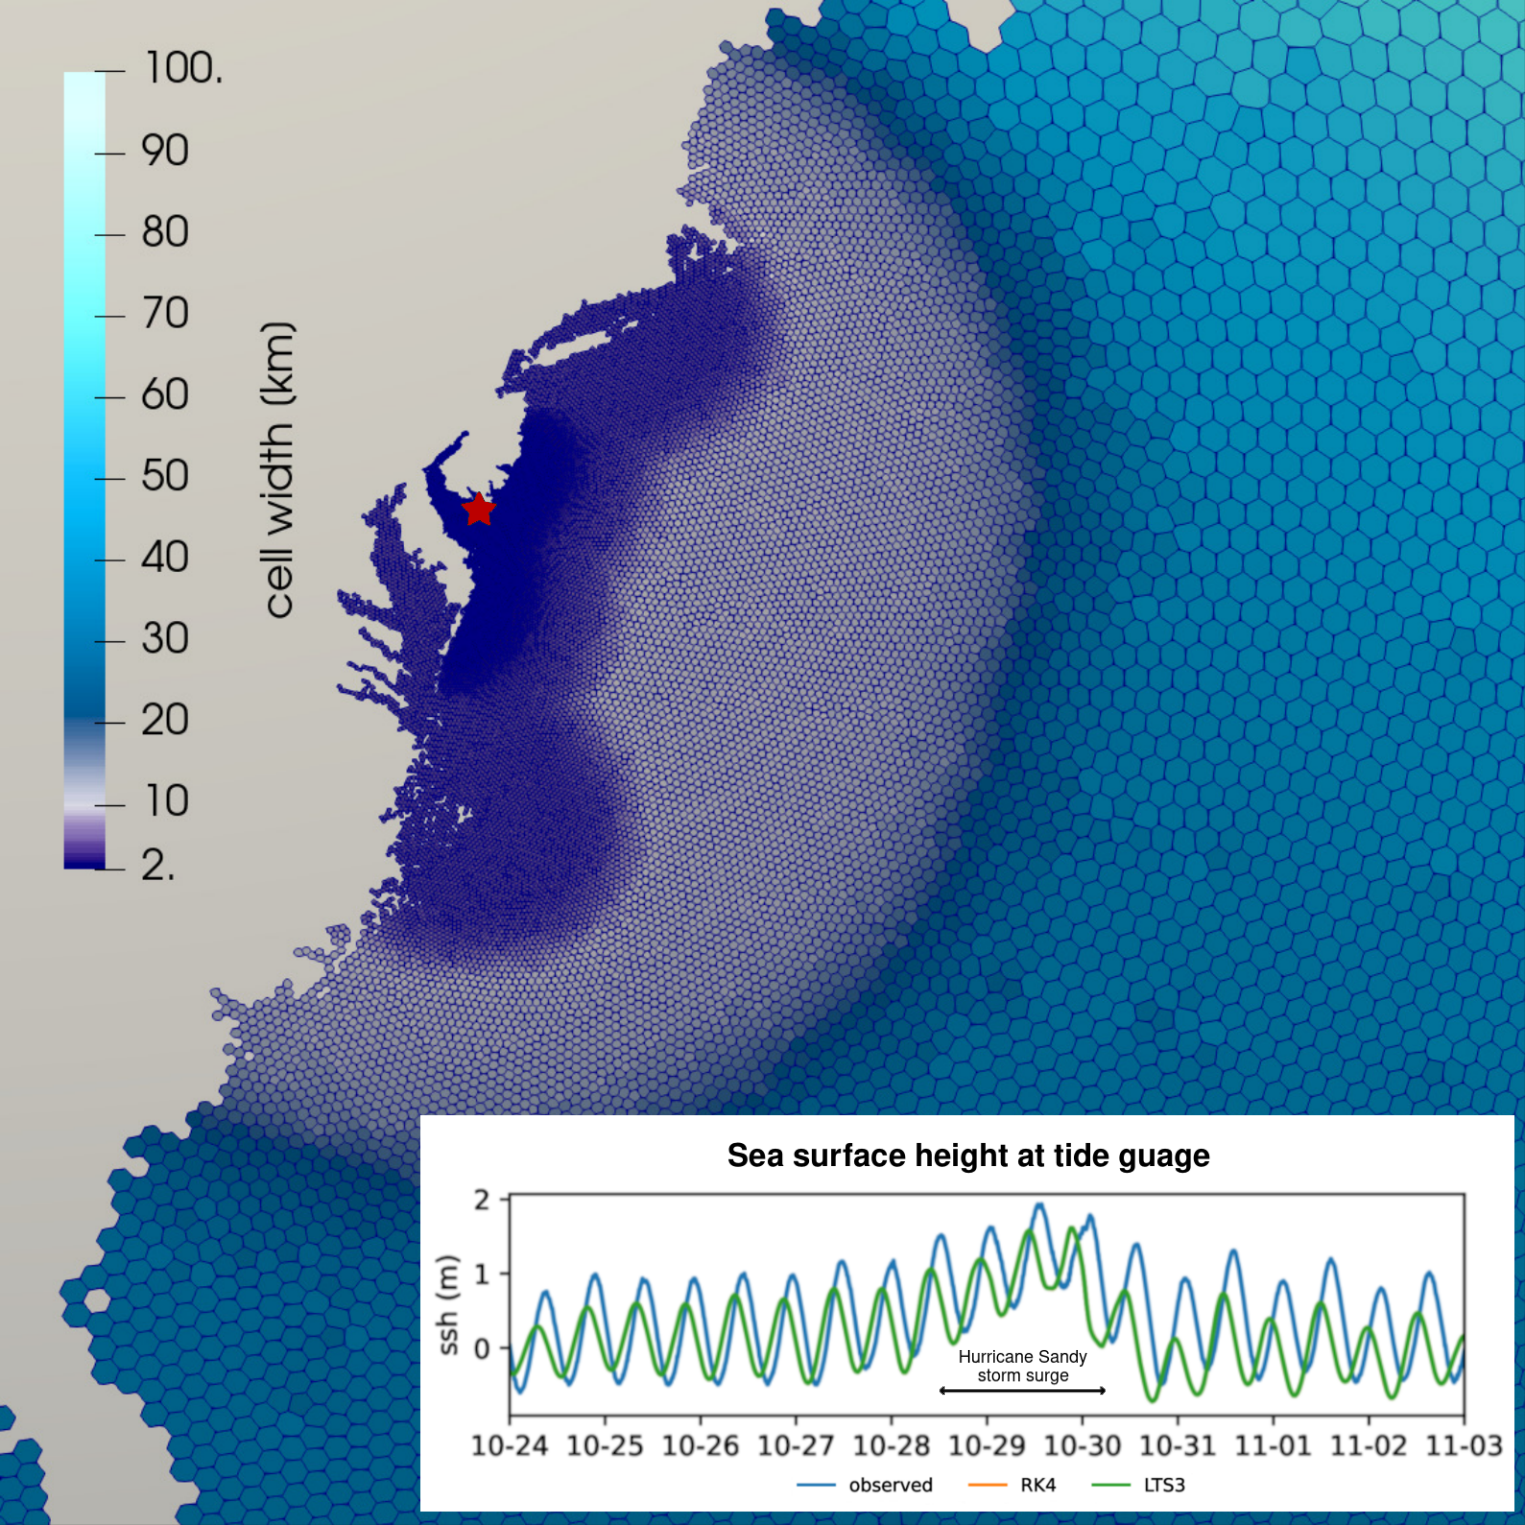 100.
90
80
70
60
50
40
30
20
10
2.
cell width (km)
Sea surface height at tide guage
2
1
0
ssh (m)
Hurricane Sandy
storm surge
10-24 10-25 10-26 10-27 10-28 10-29 10-30 10-31 11-01 11-02 11-03
observed RK4 LTS3